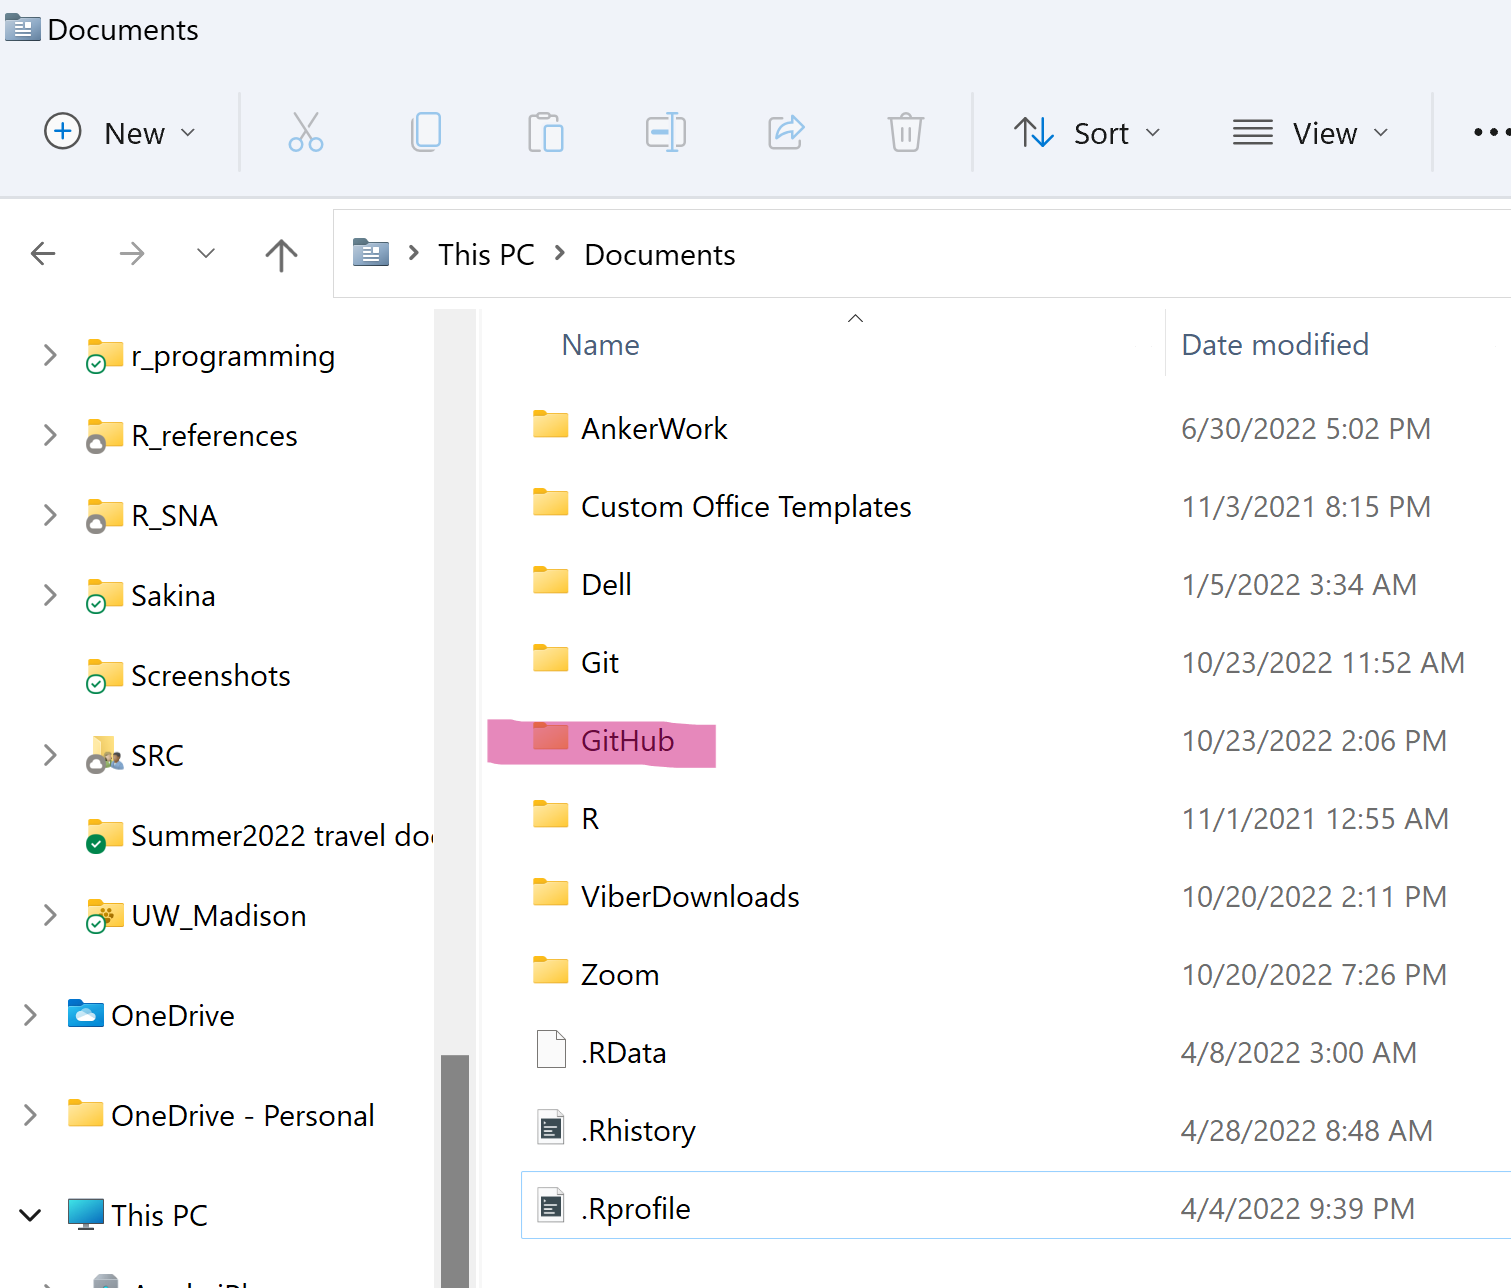 Documents
New
Sort
View
This PC
Documents
r_programming
R_references
R_SNA
Sakina
Screenshots
SRC
Summer2022 travel
UW_Madison
OneDrive
OneDrive - Personal
This PC
Name
Date modified
AnkerWork 6/30/2022 5:02 PM
Custom Office Templates 11/3/2021 8:15 PM
Dell 1/5/2022 3:34 AM
Git 10/23/2022 11:52 AM
GitHub 10/23/2022 2:06 PM
R 11/1/2021 12:55 AM
ViberDownloads 10/20/2022 2:11 PM
Zoom 10/20/2022 7:26 PM
.RData 4/8/2022 3:00 AM
.Rhistory 4/28/2022 8:48 AM
.Rprofile 4/4/2022 9:39 PM